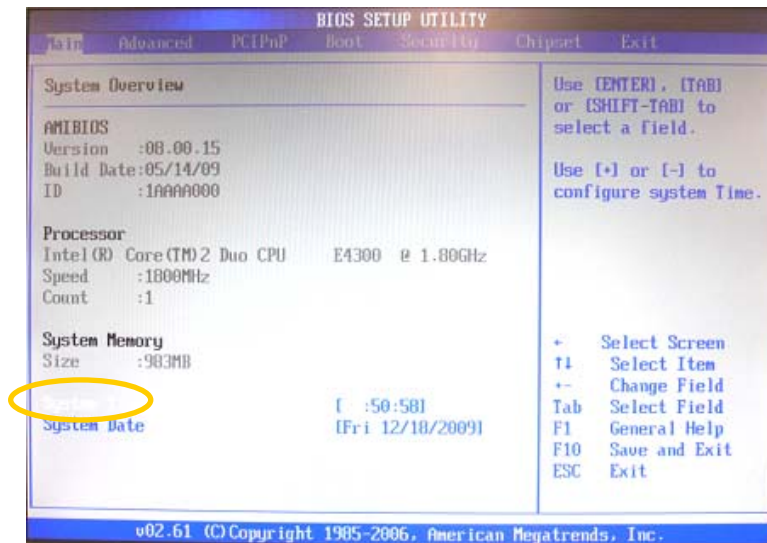 BIOS SETUP UTILITY
Main Advanced PCIPnP Boot Security Chipset Exit
System Overview
AMIBIOS
Version :08.00.15
Build Date:05/14/09
ID :1AAAA000
Processor
Intel(R) Core(TM)2 Duo CPU E4300 @ 1.80GHz
Speed :1800MHz
Count :1
System Memory
Size :983MB
System [ :50:58]
System Date [Fri 12/18/2009]
Use [ENTER], [TAB]
or [SHIFT-TAB] to
select a field.
Use [+] or [-] to
configure system Time.
← Select Screen
↑↓ Select Item
+- Change Field
Tab Select Field
F1 General Help
F10 Save and Exit
ESC Exit
v02.61 (C)Copyright 1985-2006, American Megatrends, Inc.